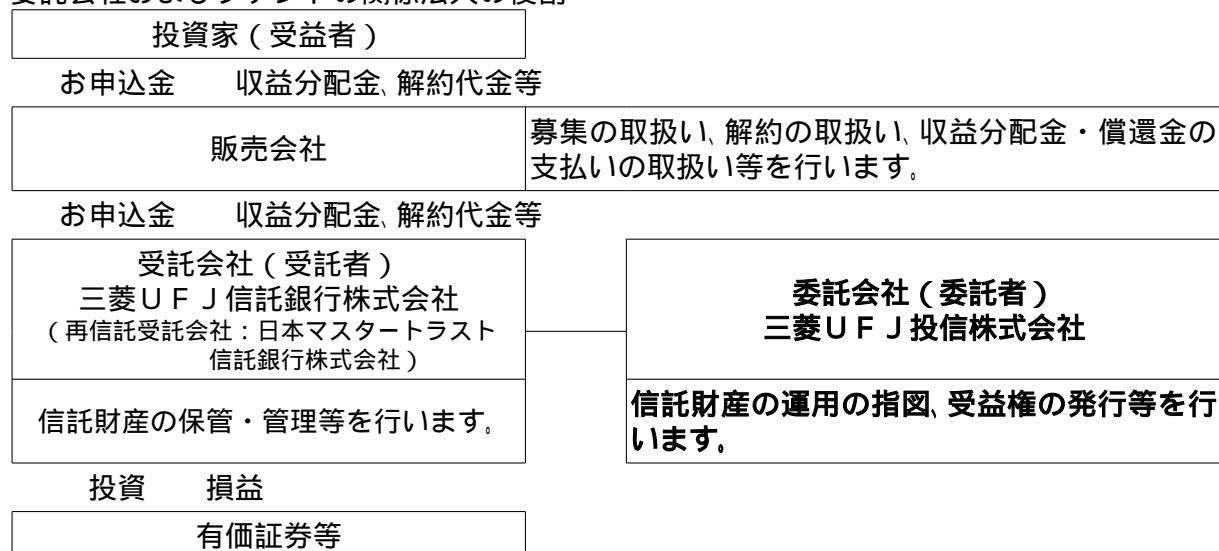 委託会社およびファンドの関係法人の役割
投資家（受益者）
お申込金 収益分配金、解約代金等
販売会社
募集の取扱い、解約の取扱い、収益分配金・償還金の
支払いの取扱い等を行います。
お申込金 収益分配金、解約代金等
受託会社（受託者）
三菱ＵＦＪ信託銀行株式会社
（再信託受託会社：日本マスタートラスト
信託銀行株式会社）
委託会社（委託者）
三菱ＵＦＪ投信株式会社
信託財産の保管・管理等を行います。
信託財産の運用の指図、受益権の発行等を行
います。
投資 損益
有価証券等